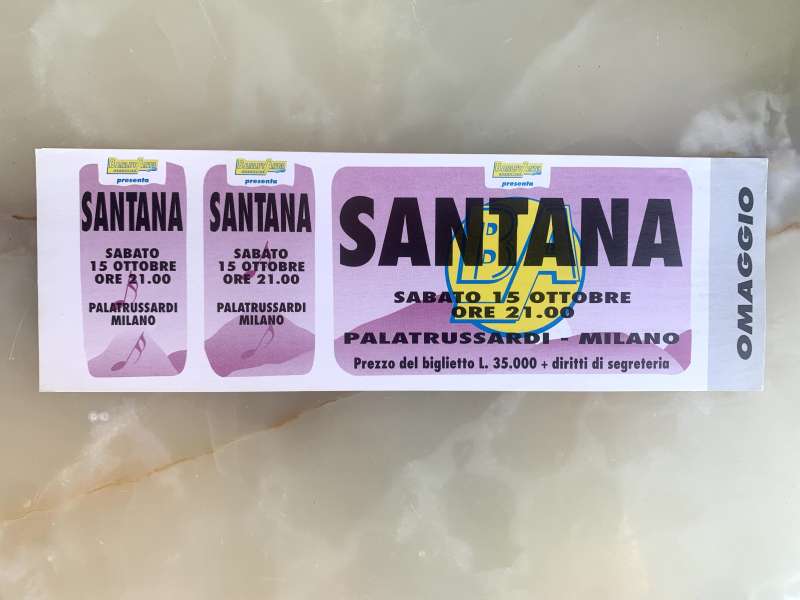 presenta
SANTANA
SABATO
15 OTTOBRE
ORE 21.00
PALATRUSSARDI
MILANO
presenta
SANTANA
SABATO
15 OTTOBRE
ORE 21.00
PALATRUSSARDI
MILANO
presenta
SANTANA
BA
SABATO 15 OTTOBRE
ORE 21.00
PALATRUSSARDI - MILANO
Prezzo del biglietto L. 35.000 + diritti di segreteria
OMAGGIO